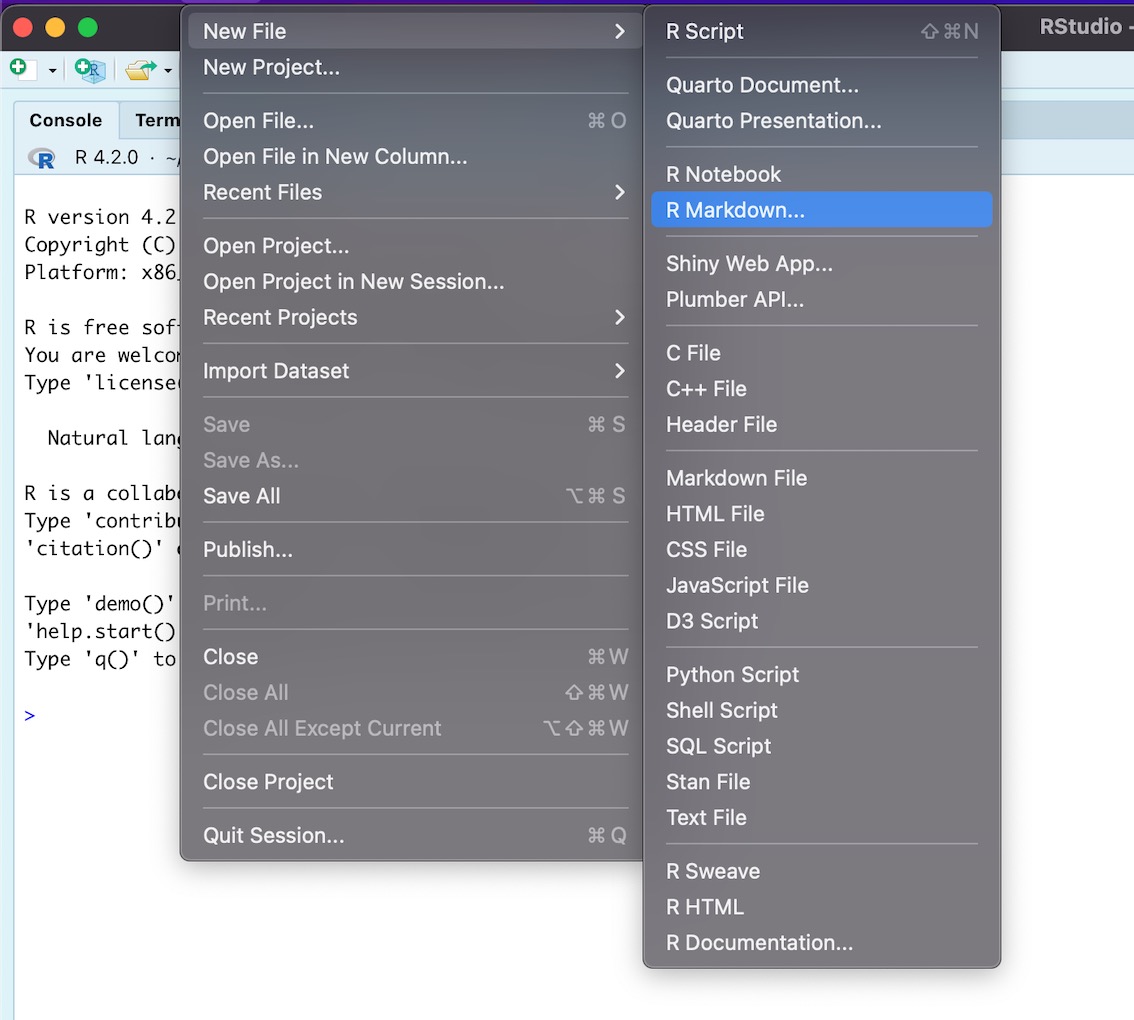 RStudio -
New File
New Project...
Open File... ⌘ O
Open File in New Column...
Recent Files
Open Project...
Open Project in New Session...
Recent Projects
Import Dataset
Save ⌘ S
Save As...
Save All ⌥ ⌘ S
Publish...
Print...
Close ⌘ W
Close All ⇧ ⌘ W
Close All Except Current ⌥ ⇧ ⌘ W
Close Project
Quit Session... ⌘ Q
R Script ⇧ ⌘ N
Quarto Document...
Quarto Presentation...
R Notebook
R Markdown...
Shiny Web App...
Plumber API...
C File
C++ File
Header File
Markdown File
HTML File
CSS File
JavaScript File
D3 Script
Python Script
Shell Script
SQL Script
Stan File
Text File
R Sweave
R HTML
R Documentation...
Console Term
R R 4.2.0 · ~/
R version 4.2
Copyright (C)
Platform: x86_
R is free sof
You are welco
Type 'license
Natural lang
R is a collab
Type 'contribu
'citation()'
Type 'demo()'
'help.start()
Type 'q()' to
>